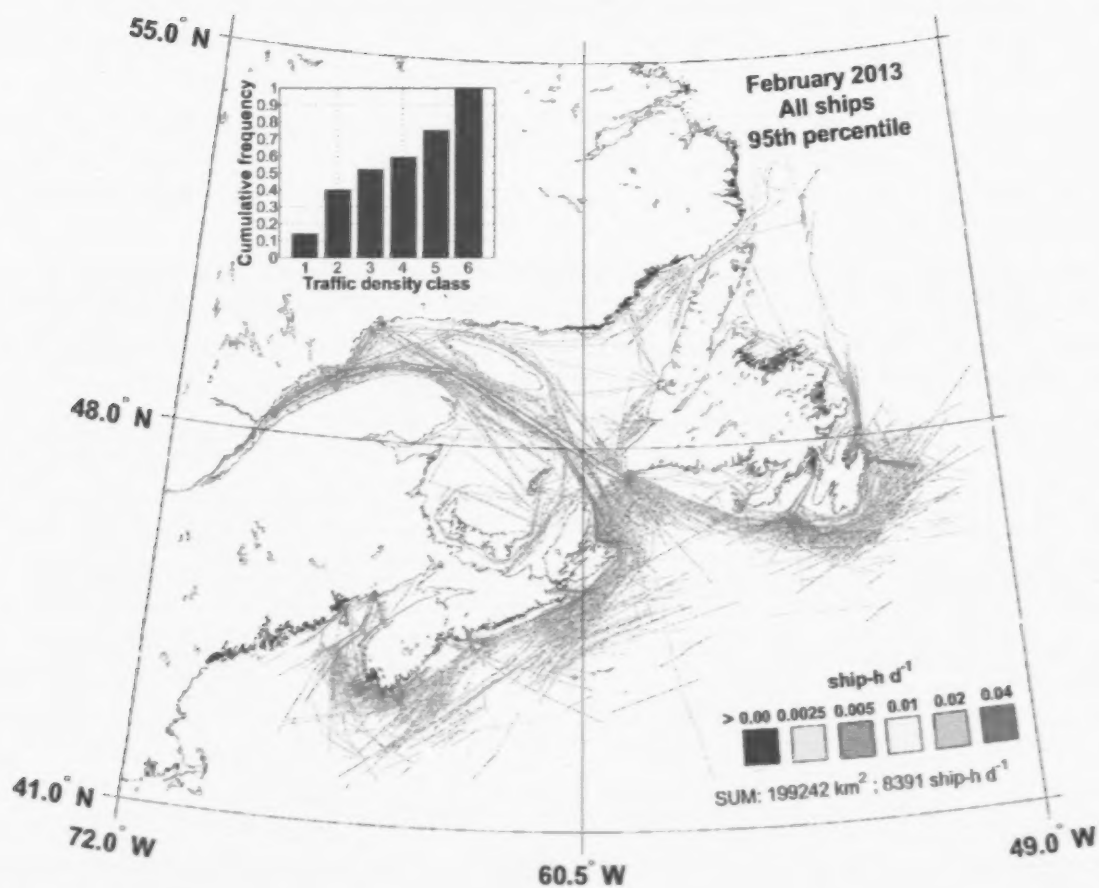 55.0° N
February 2013
All ships
95th percentile
Cumulative frequency
1
0.9
0.8
0.7
0.6
0.5
0.4
0.3
0.2
0.1
0
1 2 3 4 5 6
Traffic density class
48.0° N
ship-h d⁻¹
> 0.00 0.0025 0.005 0.01 0.02 0.04
SUM: 199242 km² ; 8391 ship-h d⁻¹
41.0° N
72.0° W
60.5° W
49.0° W